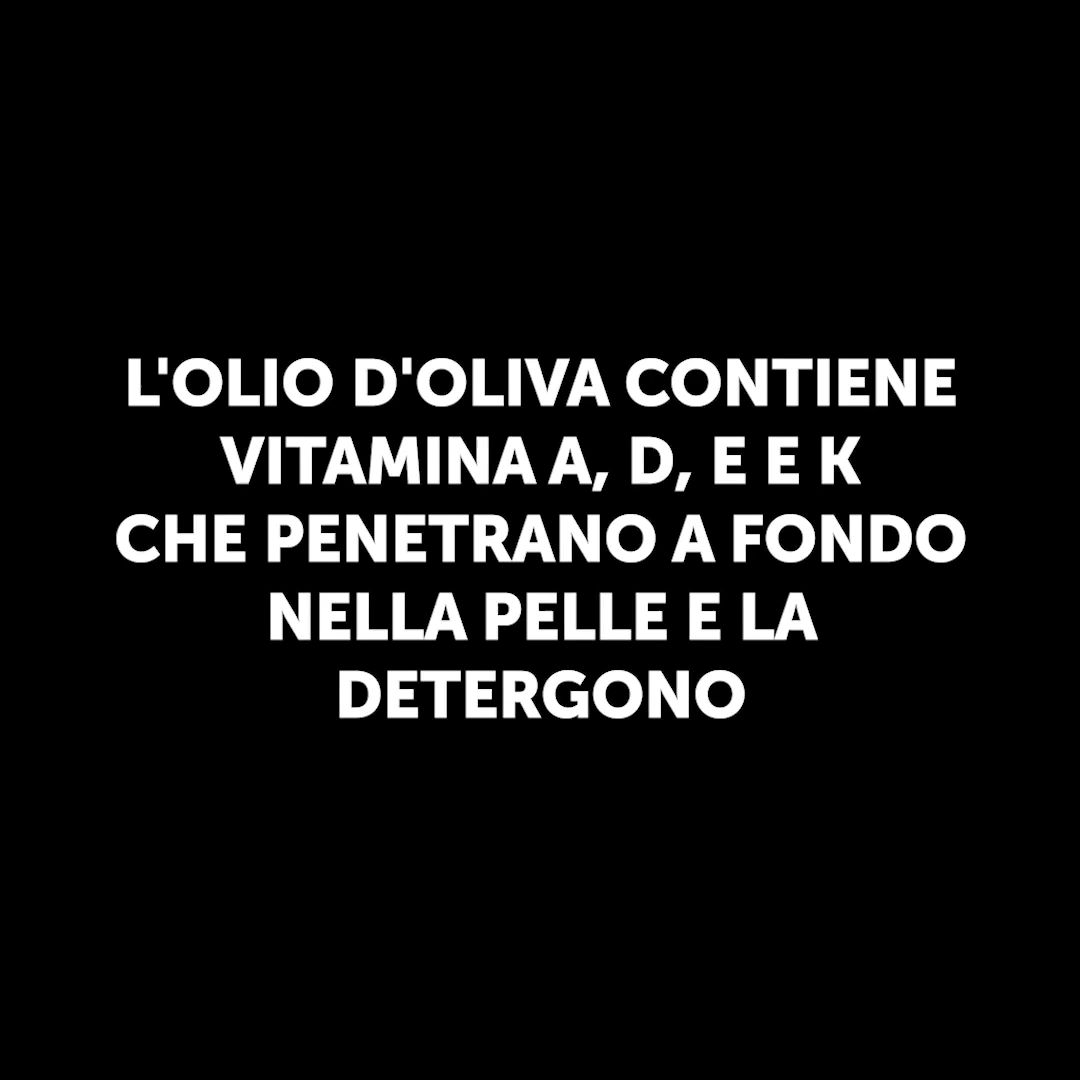 L'OLIO D'OLIVA CONTIENE
VITAMINA A, D, E E K
CHE PENETRANO A FONDO
NELLA PELLE E LA
DETERGONO